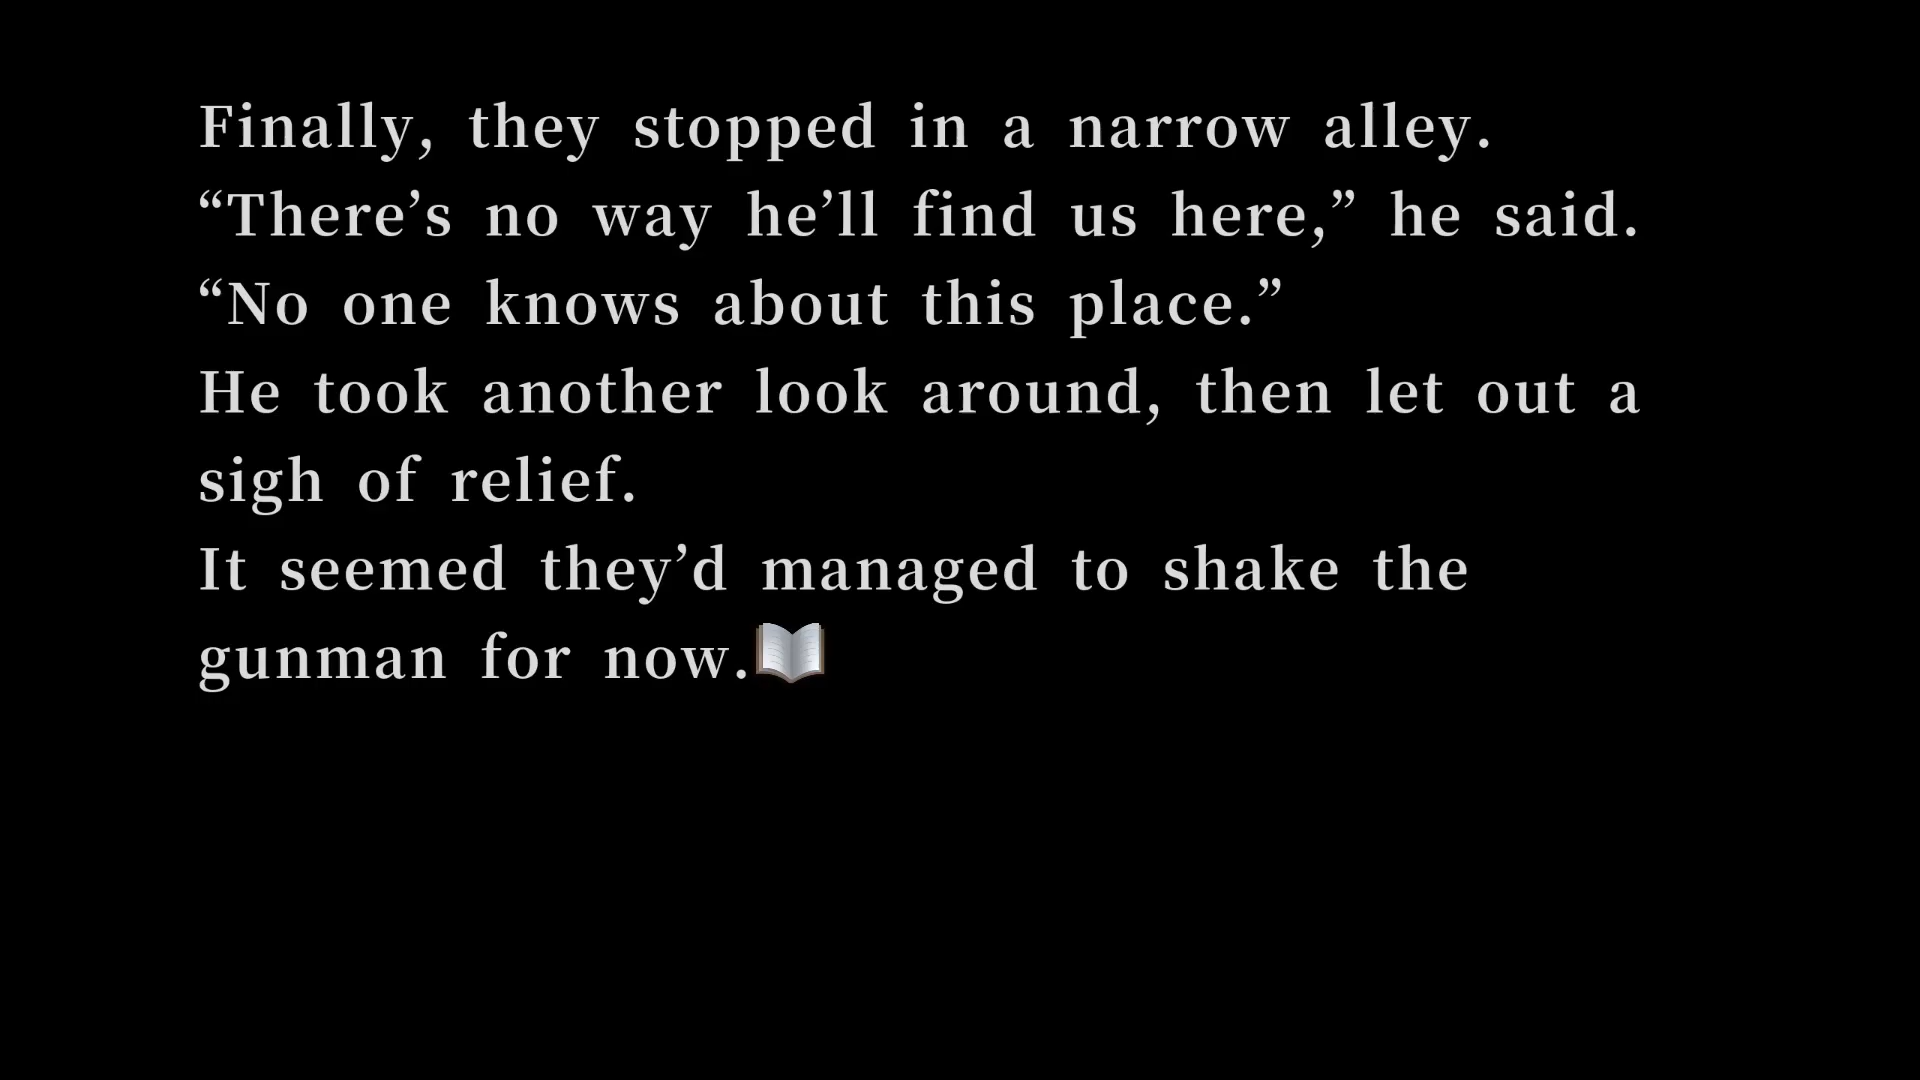 Finally, they stopped in a narrow alley.
“There’s no way he’ll find us here,” he said.
“No one knows about this place.”
He took another look around, then let out a
sigh of relief.
It seemed they’d managed to shake the
gunman for now.